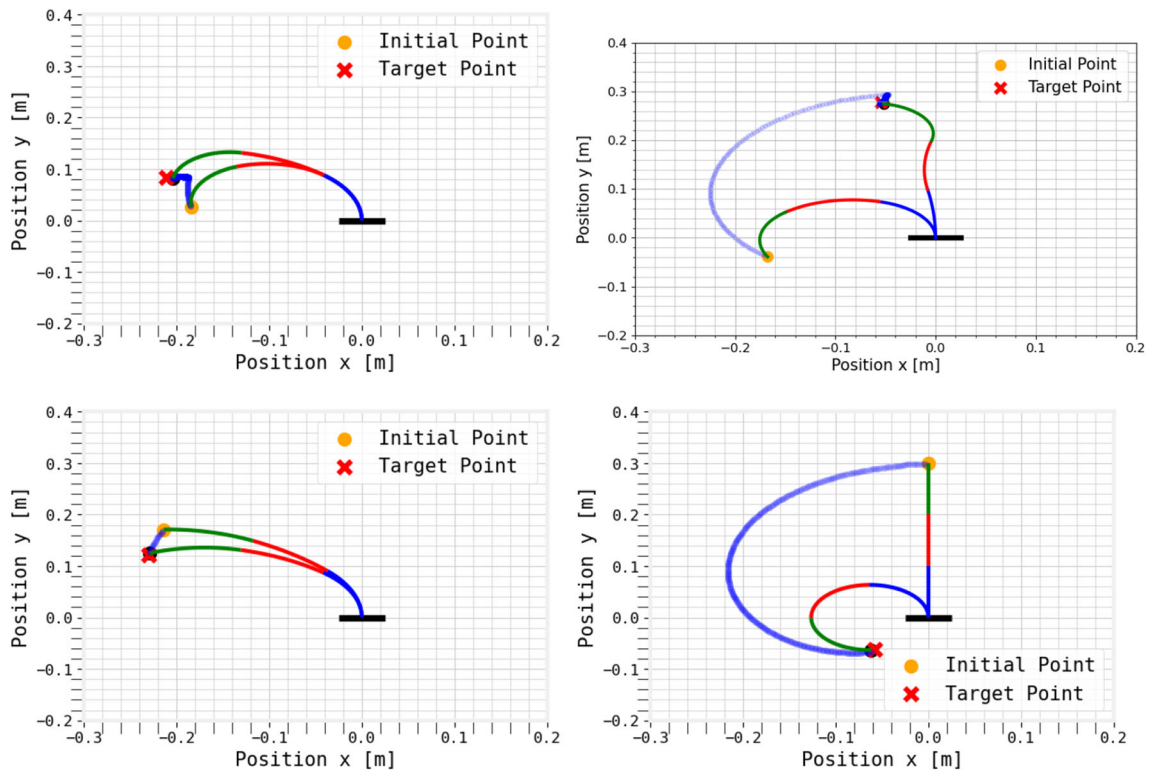 0.4
0.3
0.2
0.1
0.0
−0.1
−0.2
Position y [m]
Initial Point
Target Point
−0.3 −0.2 −0.1 0.0 0.1 0.2
Position x [m]
0.4
0.3
0.2
0.1
0.0
−0.1
−0.2
Position y [m]
Initial Point
Target Point
−0.3 −0.2 −0.1 0.0 0.1 0.2
Position x [m]
0.4
0.3
0.2
0.1
0.0
−0.1
−0.2
Position y [m]
Initial Point
Target Point
−0.3 −0.2 −0.1 0.0 0.1 0.2
Position x [m]
0.4
0.3
0.2
0.1
0.0
−0.1
−0.2
Position y [m]
Initial Point
Target Point
−0.3 −0.2 −0.1 0.0 0.1 0.2
Position x [m]